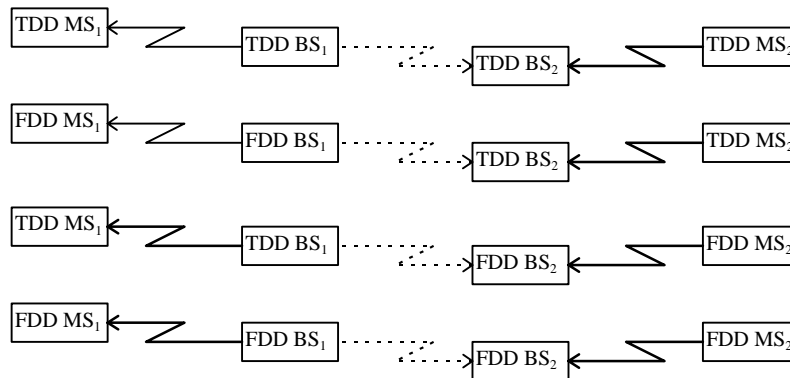 TDD MS₁ TDD BS₁ TDD BS₂ TDD MS₂
FDD MS₁ FDD BS₁ TDD BS₂ TDD MS₂
TDD MS₁ TDD BS₁ FDD BS₂ FDD MS₂
FDD MS₁ FDD BS₁ FDD BS₂ FDD MS₂